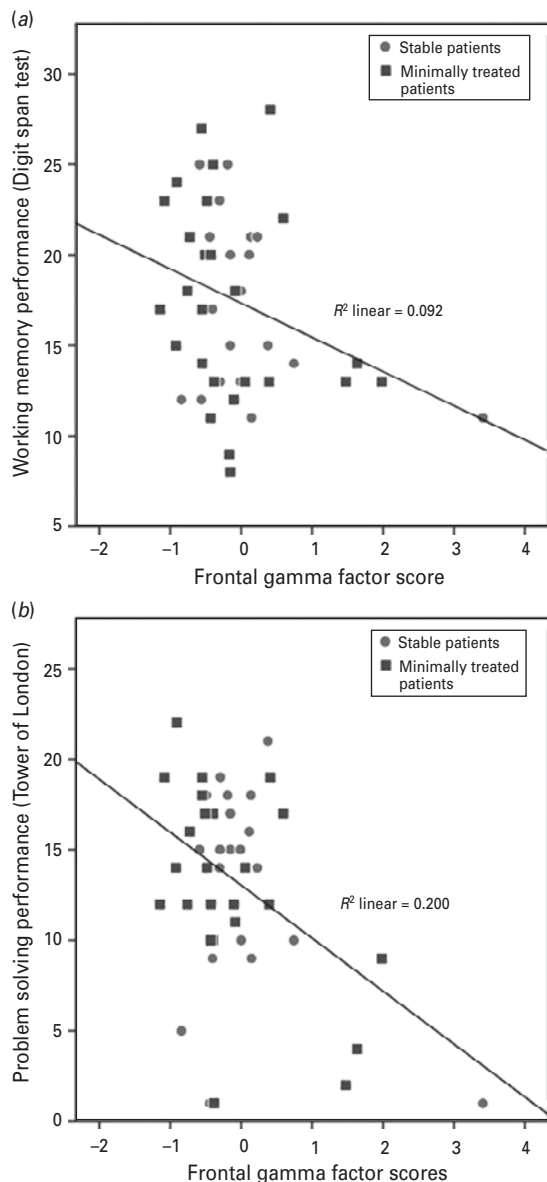 (a)
Stable patients
Minimally treated
patients
30
25
20
15
10
5
Working memory performance (Digit span test)
R² linear = 0.092
–2 –1 0 1 2 3 4
Frontal gamma factor score
(b)
Stable patients
Minimally treated
patients
25
20
15
10
5
0
Problem solving performance (Tower of London)
R² linear = 0.200
–2 –1 0 1 2 3 4
Frontal gamma factor scores